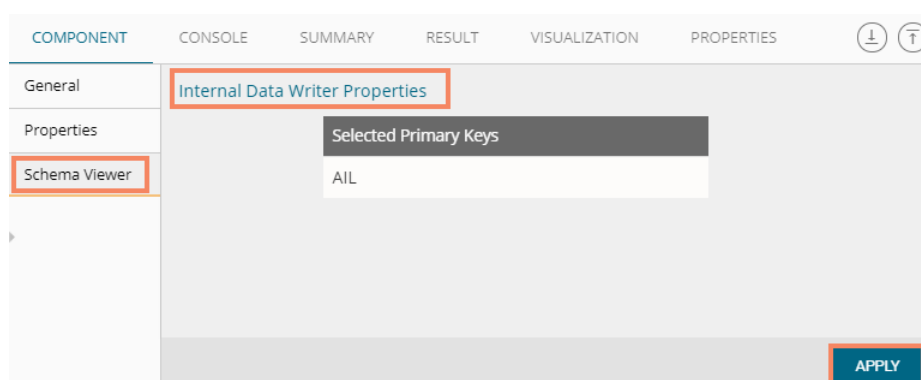 COMPONENT CONSOLE SUMMARY RESULT VISUALIZATION PROPERTIES
General
Internal Data Writer Properties
Properties
Selected Primary Keys
Schema Viewer
AIL
APPLY